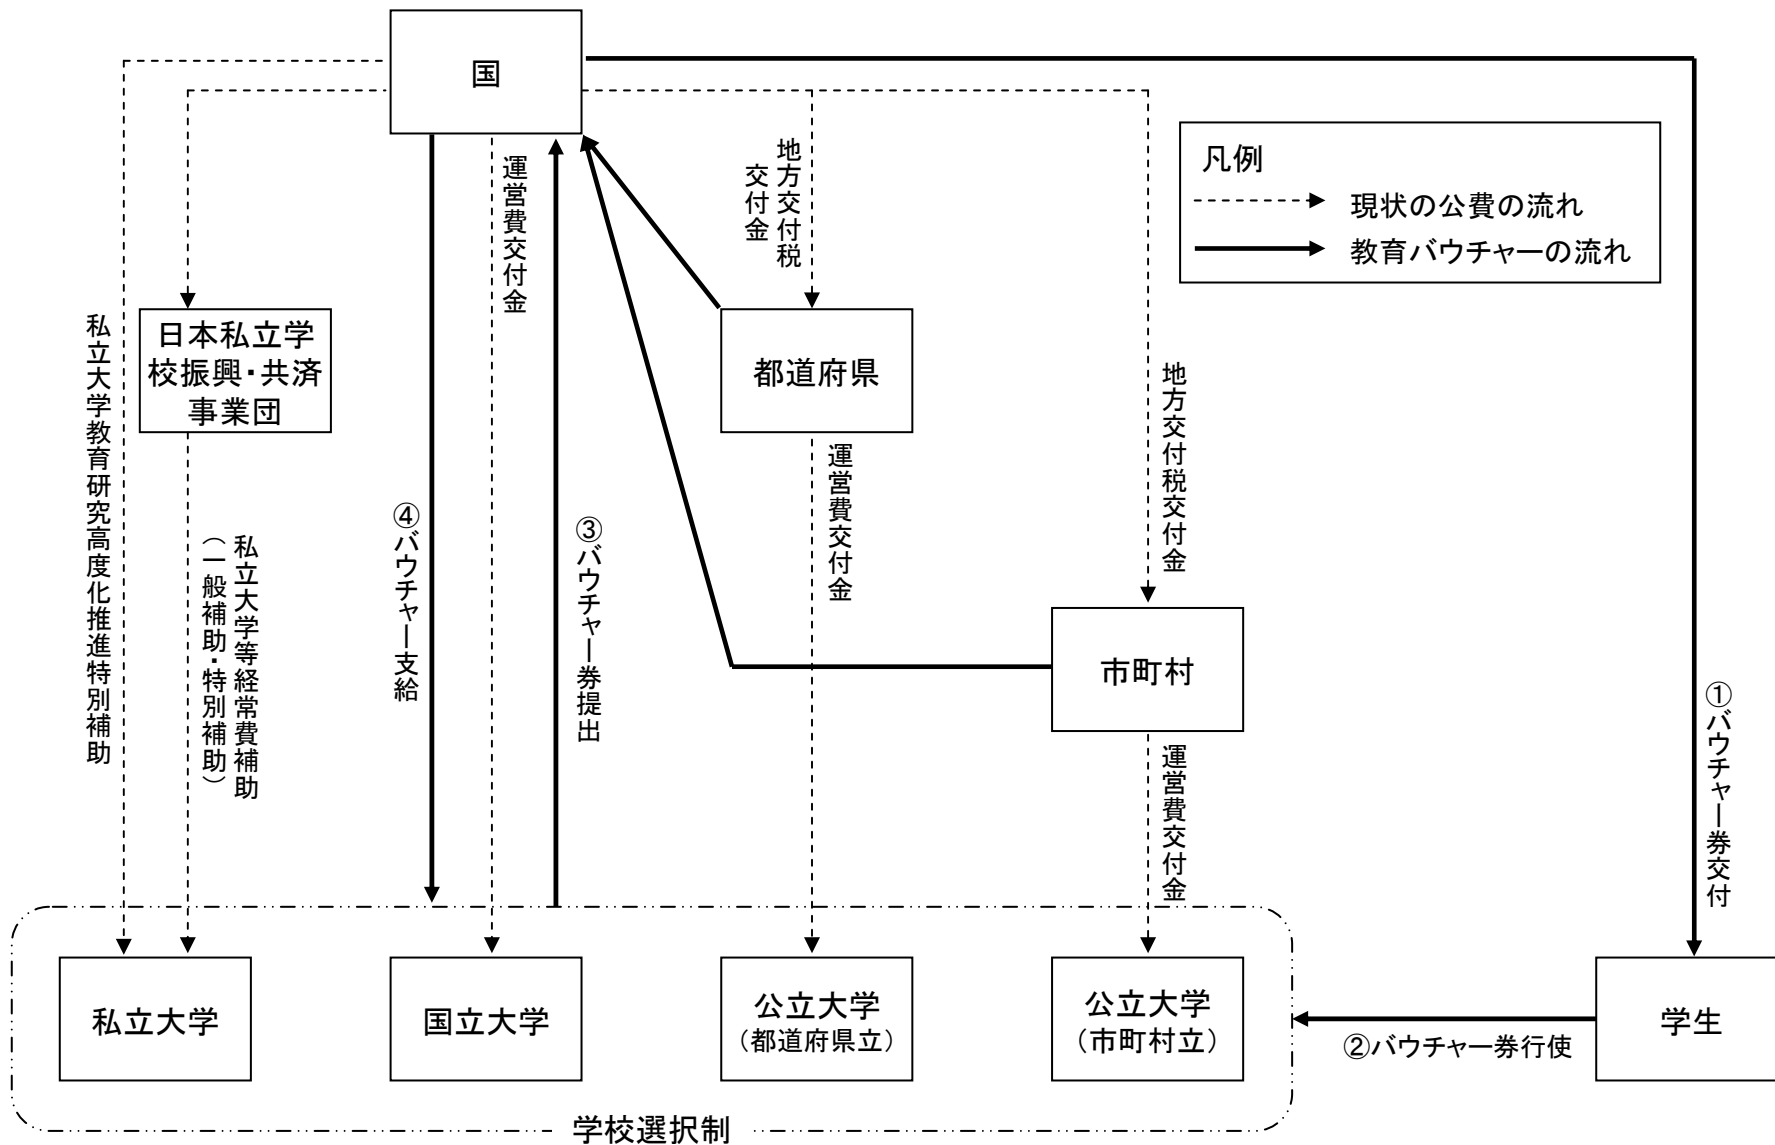 国
凡例
現状の公費の流れ
教育バウチャーの流れ
地方交付税
交付金
運営費交付金
日本私立学
校振興・共済
事業団
都道府県
私立大学教育研究高度化推進特別補助
地方交付税交付金
運営費交付金
④バウチャー支給
③バウチャー券提出
私立大学等経常費補助
（一般補助・特別補助）
市町村
①バウチャー券交付
運営費交付金
私立大学
国立大学
公立大学
（都道府県立）
公立大学
（市町村立）
学生
②バウチャー券行使
学校選択制